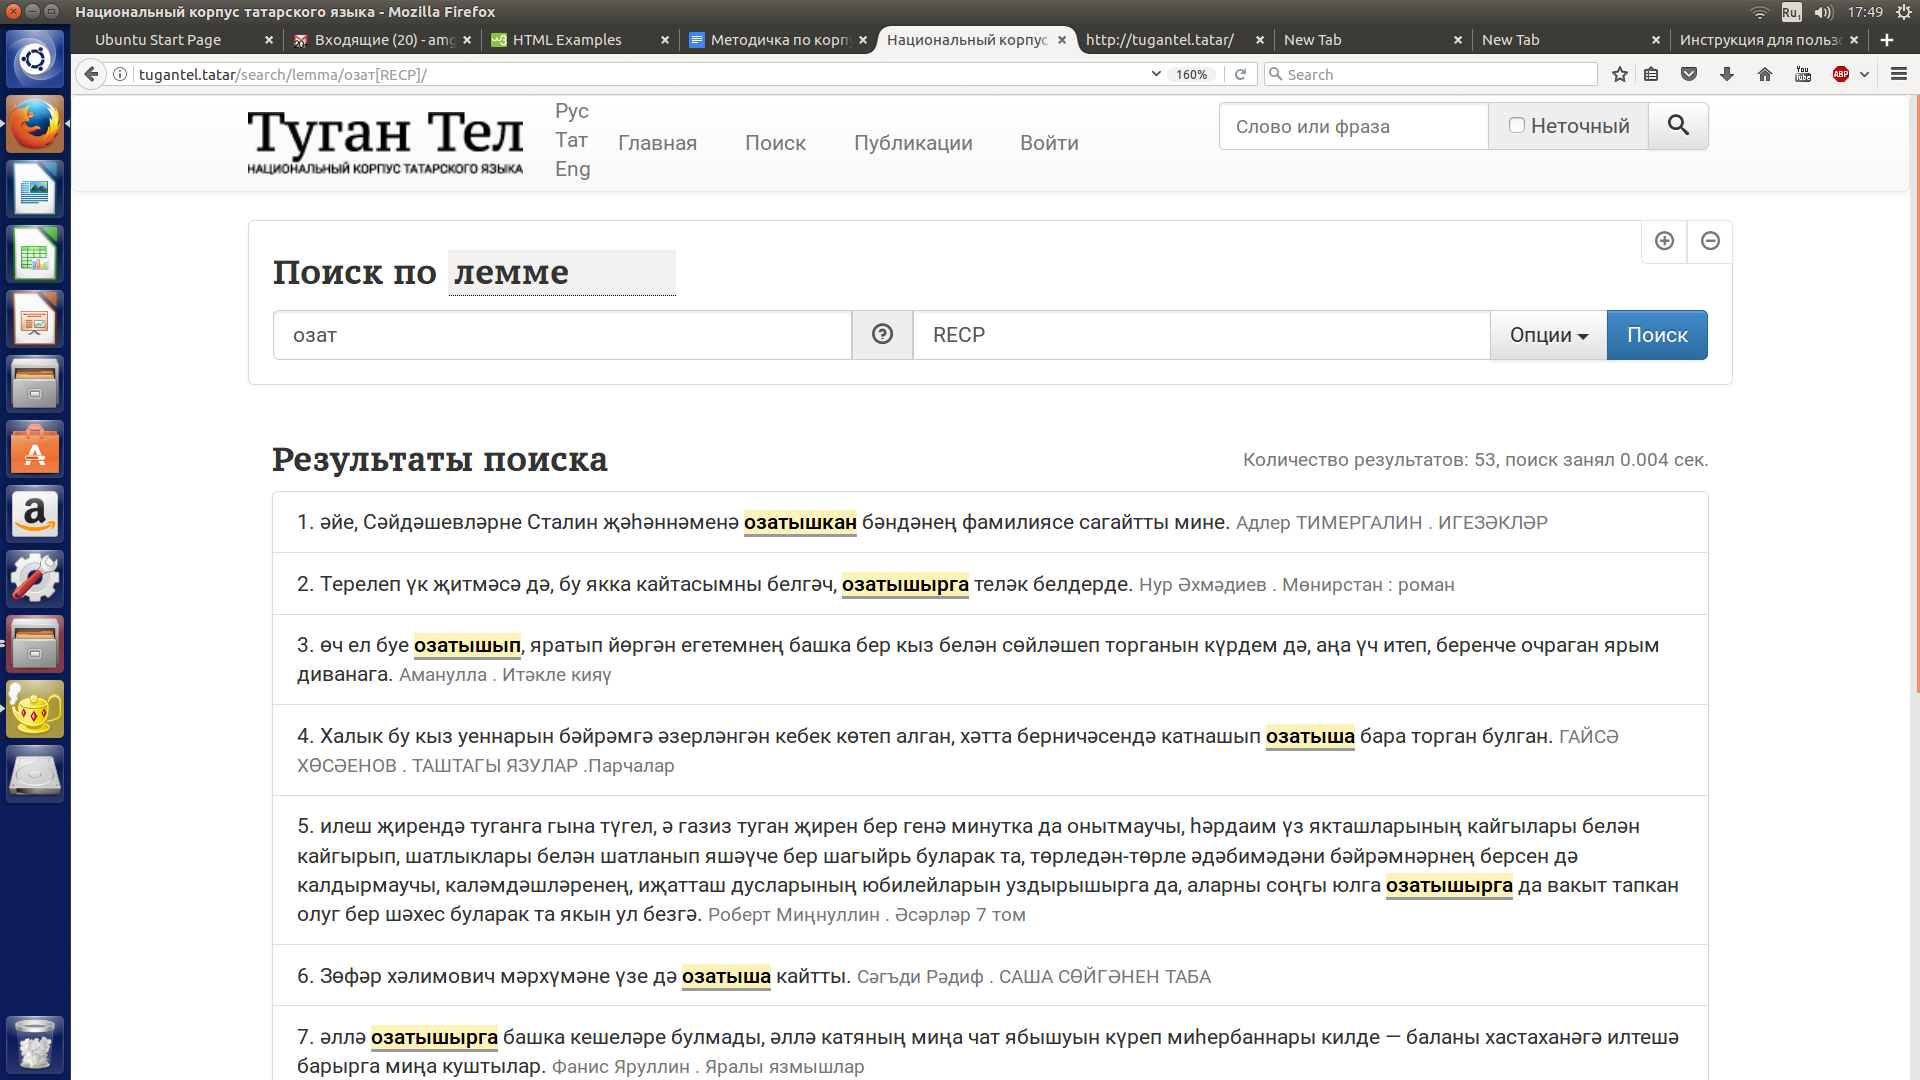 Национальный корпус татарского языка - Mozilla Firefox
Ru1 17:49
Ubuntu Start Page
Входящие (20) - amg
HTML Examples
Методичка по корп
Национальный корпус
http://tugantel.tatar/
New Tab
New Tab
Инструкция для польз
tugantel.tatar/search/lemma/озат[RECP]/ 160% Search
Туган Тел
НАЦИОНАЛЬНЫЙ КОРПУС ТАТАРСКОГО ЯЗЫКА
Рус
Тат
Eng
Главная Поиск Публикации Войти
Слово или фраза Неточный
Поиск по лемме
озат RECP Опции Поиск
Результаты поиска
Количество результатов: 53, поиск занял 0.004 сек.
1. әйе, Сәйдәшевләрне Сталин җәһәннәменә озатышкан бәндәнең фамилиясе сагайтты мине. Адлер ТИМЕРГАЛИН . ИГЕЗӘКЛӘР
2. Терелеп үк җитмәсә дә, бу якка кайтасымны белгәч, озатышырга теләк белдерде. Нур Әхмәдиев . Мөнирстан : роман
3. өч ел буе озатышып, яратып йөргән егетемнең башка бер кыз белән сөйләшеп торганын күрдем дә, аңа үч итеп, беренче очраган ярым
диванага. Аманулла . Итәкле кияү
4. Халык бу кыз уеннарын бәйрәмгә әзерләнгән кебек көтеп алган, хәтта берничәсендә катнашып озатыша бара торган булган. ГАЙСӘ
ХӨСӘЕНОВ . ТАШТАГЫ ЯЗУЛАР .Парчалар
5. илеш җирендә туганга гына түгел, ә газиз туган җирен бер генә минутка да онытмаучы, һәрдаим үз якташларының кайгылары белән
кайгырып, шатлыклары белән шатланып яшәүче бер шагыйрь буларак та, төрледән-төрле әдәбимәдәни бәйрәмнәрнең берсен дә
калдырмаучы, каләмдәшләренең, иҗатташ дусларының юбилейларын уздырышырга да, аларны соңгы юлга озатышырга да вакыт тапкан
олуг бер шәхес буларак та якын ул безгә. Роберт Миңнуллин . Әсәрләр 7 том
6. Зөфәр хәлимович мәрхүмәне үзе дә озатыша кайтты. Сәгъди Рәдиф . САША СӨЙГӘНЕН ТАБА
7. әллә озатышырга башка кешеләре булмады, әллә катяның миңа чат ябышуын күреп миһербаннары килде — баланы хастаханәгә илтешә
барырга миңа куштылар. Фанис Яруллин . Яралы язмышлар